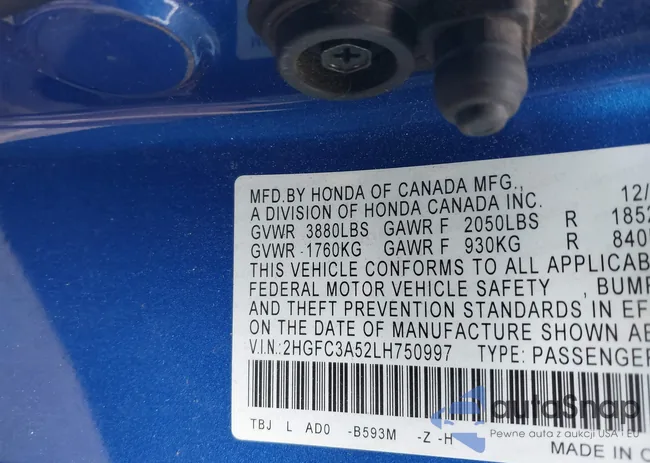 MFD.BY HONDA OF CANADA MFG., 12/
A DIVISION OF HONDA CANADA INC.
GVWR 3880LBS GAWR F 2050LBS R 1852
GVWR 1760KG GAWR F 930KG R 840
THIS VEHICLE CONFORMS TO ALL APPLICAB
FEDERAL MOTOR VEHICLE SAFETY , BUMP
AND THEFT PREVENTION STANDARDS IN EF
ON THE DATE OF MANUFACTURE SHOWN AB
V.I.N.:2HGFC3A52LH750997 TYPE: PASSENGER
TBJ L AD0 -B593M -Z -H
autoSnap
Pewne auta z aukcji USA i EU
MADE IN C